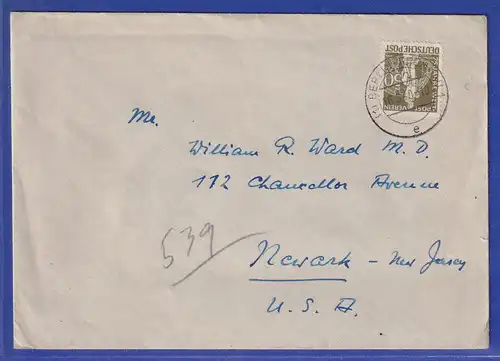 DEUTSCHE POST
BERLIN
Mr.
William R. Ward M. D.
112 Chancellor Avenue
539
Newark - New Jersey
U. S. A.
e